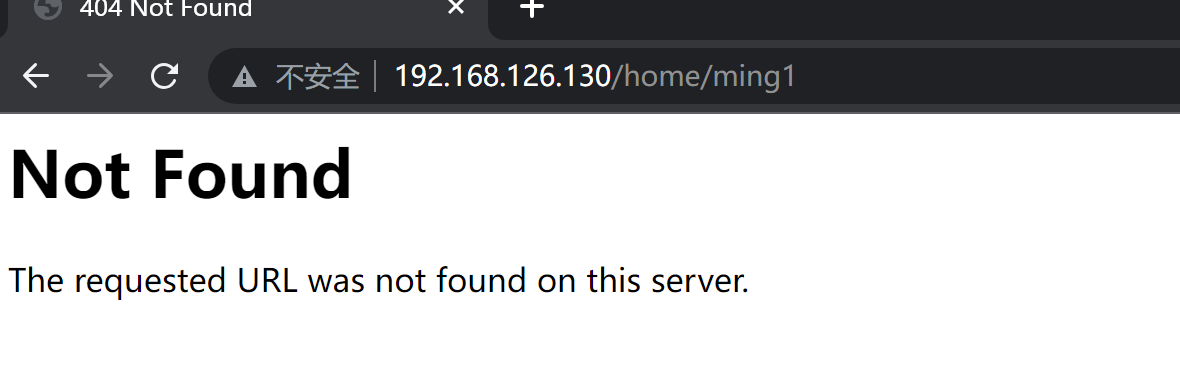 404 Not Found
不安全 192.168.126.130/home/ming1
Not Found
The requested URL was not found on this server.